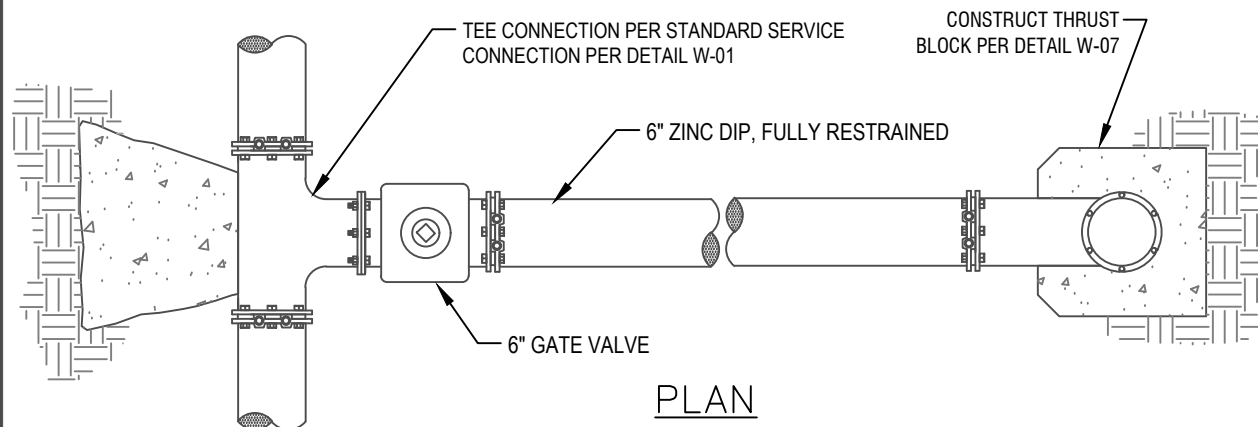 TEE CONNECTION PER STANDARD SERVICE
CONNECTION PER DETAIL W-01
CONSTRUCT THRUST
BLOCK PER DETAIL W-07
6" ZINC DIP, FULLY RESTRAINED
6" GATE VALVE
PLAN